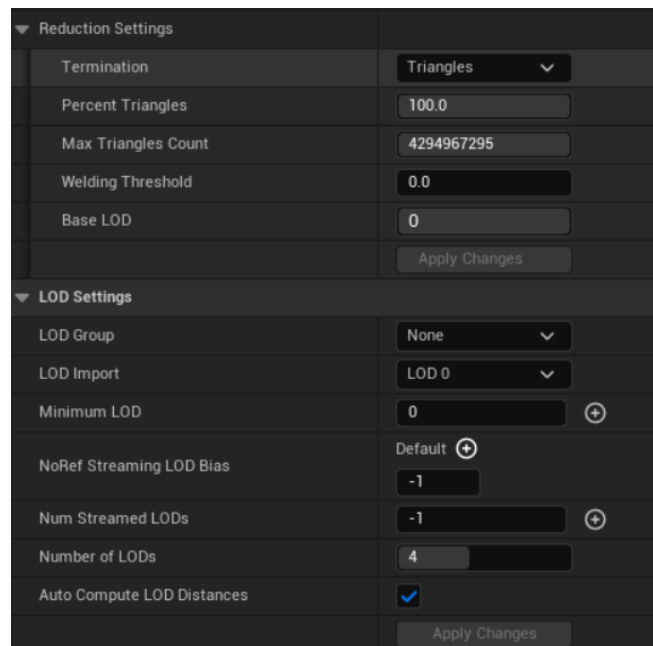 Reduction Settings
Termination Triangles
Percent Triangles 100.0
Max Triangles Count 4294967295
Welding Threshold 0.0
Base LOD 0
Apply Changes
LOD Settings
LOD Group None
LOD Import LOD 0
Minimum LOD 0
Default
NoRef Streaming LOD Bias
-1
Num Streamed LODs -1
Number of LODs 4
Auto Compute LOD Distances
Apply Changes